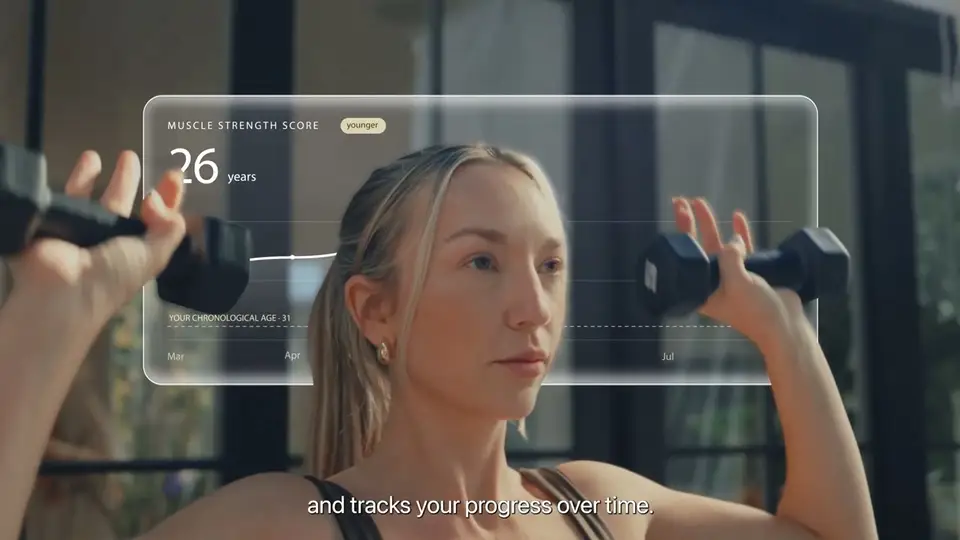 MUSCLE STRENGTH SCORE younger
26 years
YOUR CHRONOLOGICAL AGE - 31
Mar Apr Jul
and tracks your progress over time.